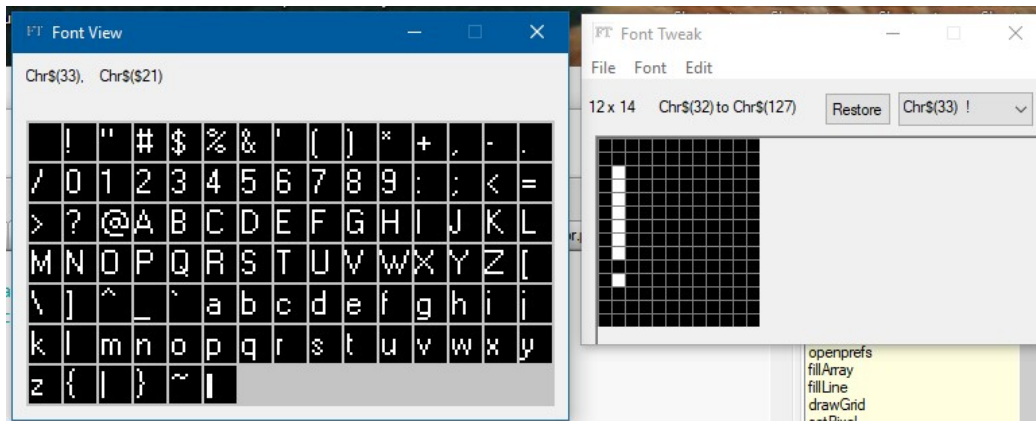 FT Font View
Chr$(33), Chr$($21)
! " # $ % & ' ( ) * + , - .
/ 0 1 2 3 4 5 6 7 8 9 : ; < =
> ? @ A B C D E F G H I J K L
M N O P Q R S T U V W X Y Z [
\ ] ^ _ ` a b c d e f g h i j
k l m n o p q r s t u v w x y
z { | } ~
FT Font Tweak
File Font Edit
12 x 14 Chr$(32) to Chr$(127) Restore Chr$(33) !
openprefs
fillArray
fillLine
drawGrid